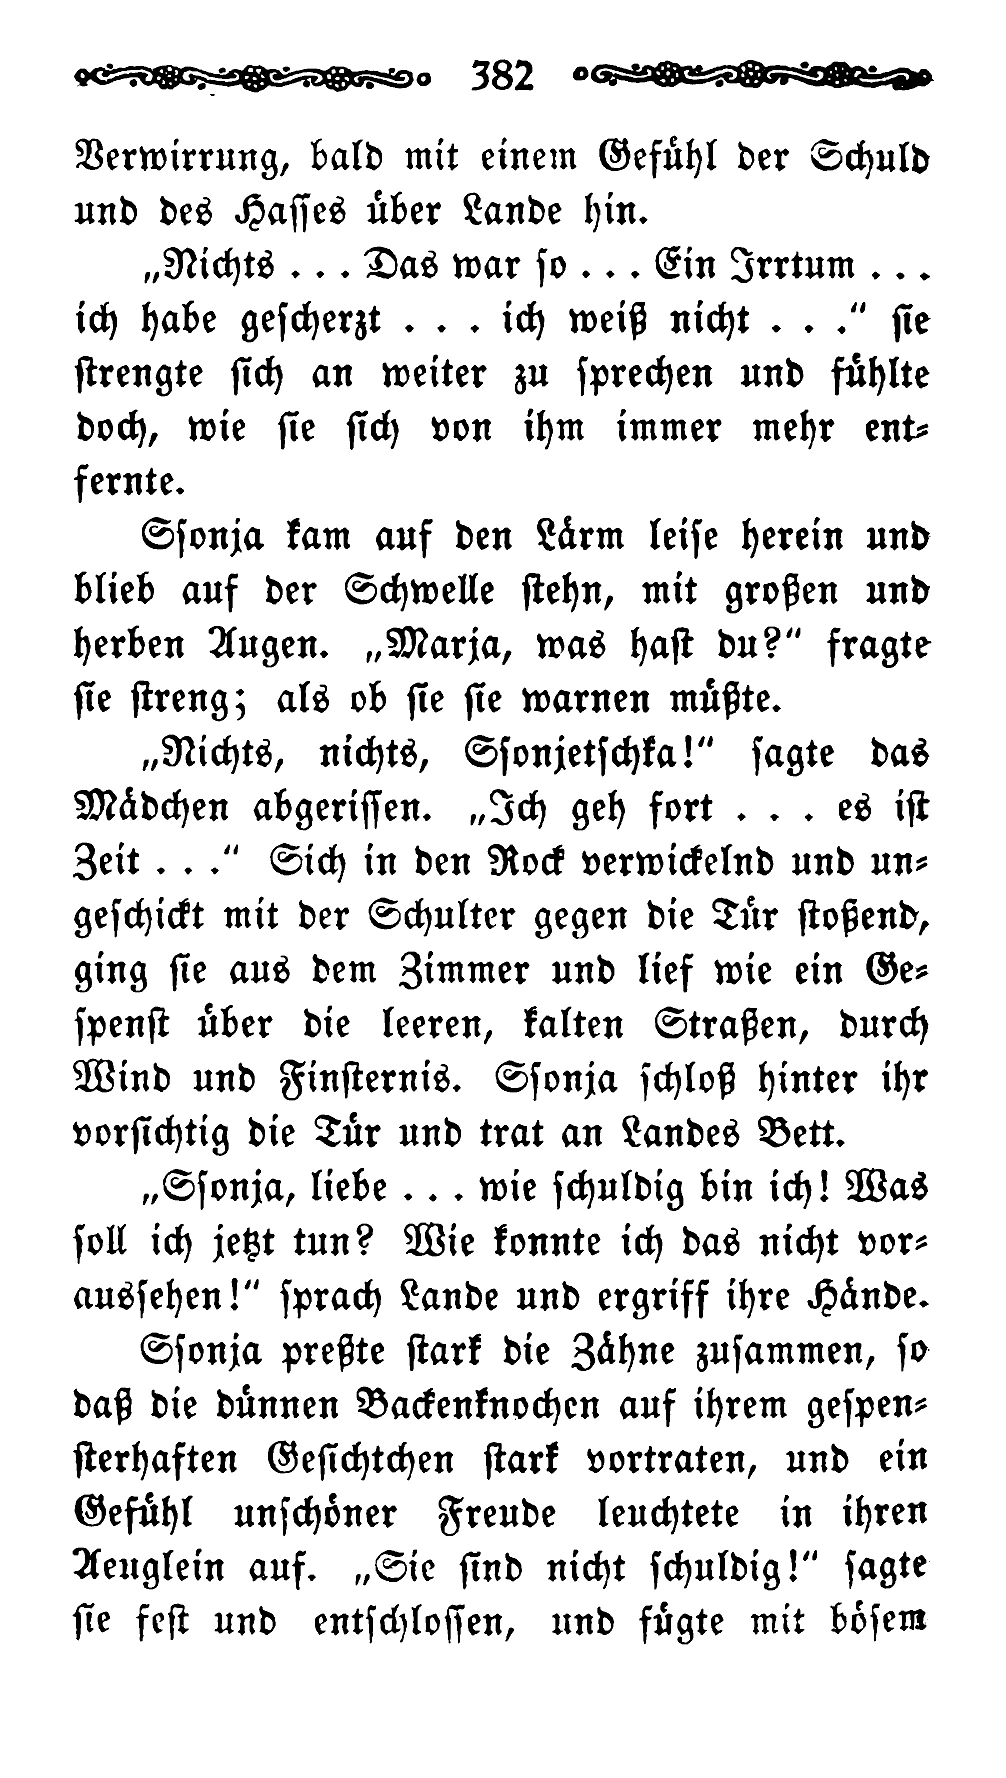 382
Verwirrung, bald mit einem Gefühl der Schuld
und des Haſſes über Lande hin.
„Nichts . . . Das war ſo . . . Ein Irrtum . . .
ich habe geſcherzt . . . ich weiß nicht . . .“ ſie
ſtrengte ſich an weiter zu ſprechen und fühlte
doch, wie ſie ſich von ihm immer mehr ent⸗
fernte.
Sſonja kam auf den Lärm leiſe herein und
blieb auf der Schwelle ſtehn, mit großen und
herben Augen. „Marja, was haſt du?“ fragte
ſie ſtreng; als ob ſie ſie warnen müßte.
„Nichts, nichts, Sſonjetſchka!“ ſagte das
Mädchen abgeriſſen. „Ich geh fort . . . es iſt
Zeit . . .“ Sich in den Rock verwickelnd und un⸗
geſchickt mit der Schulter gegen die Tür ſtoßend,
ging ſie aus dem Zimmer und lief wie ein Ge⸗
ſpenſt über die leeren, kalten Straßen, durch
Wind und Finſternis. Sſonja ſchloß hinter ihr
vorſichtig die Tür und trat an Landes Bett.
„Sſonja, liebe . . . wie ſchuldig bin ich! Was
ſoll ich jetzt tun? Wie konnte ich das nicht vor⸗
ausſehen!“ ſprach Lande und ergriff ihre Hände.
Sſonja preßte ſtark die Zähne zuſammen, ſo
daß die dünnen Backenknochen auf ihrem geſpen⸗
ſterhaften Geſichtchen ſtark vortraten, und ein
Gefühl unſchöner Freude leuchtete in ihren
Aeuglein auf. „Sie ſind nicht ſchuldig!“ ſagte
ſie feſt und entſchloſſen, und fügte mit böſem